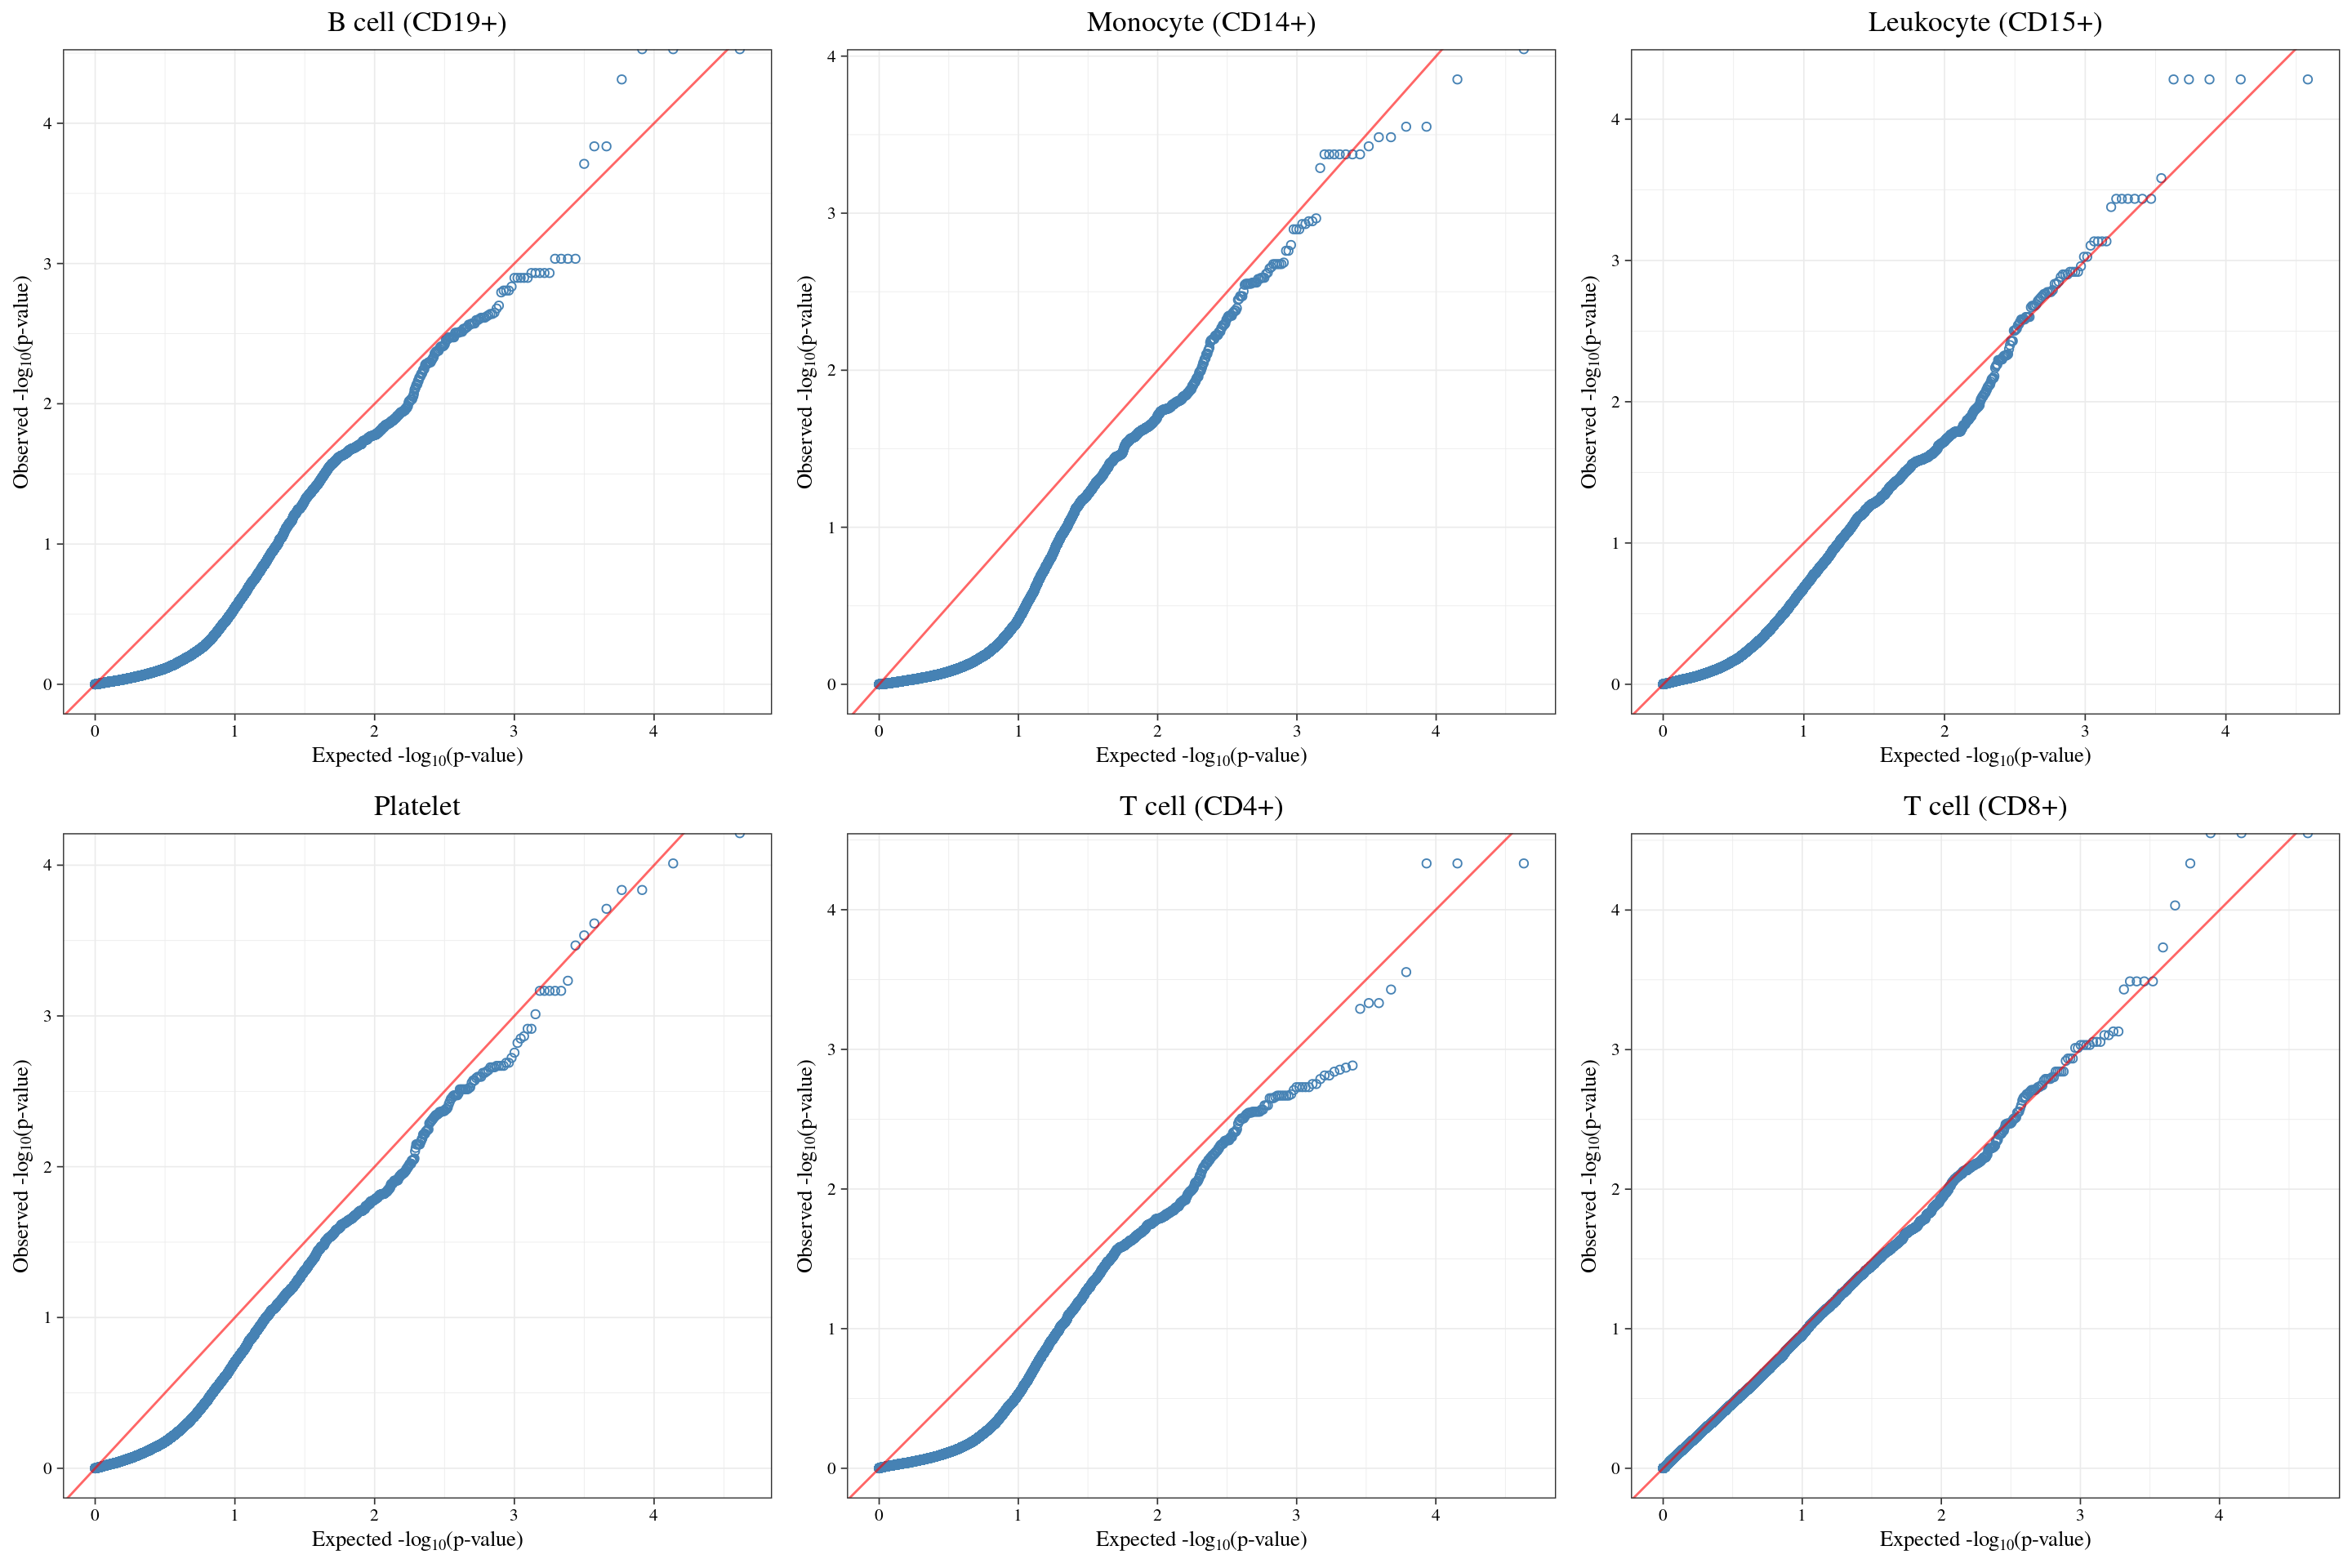 B cell (CD19+)
Observed -log10(p-value)
4
3
2
1
0
0 1 2 3 4
Expected -log10(p-value)
Monocyte (CD14+)
Observed -log10(p-value)
4
3
2
1
0
0 1 2 3 4
Expected -log10(p-value)
Leukocyte (CD15+)
Observed -log10(p-value)
4
3
2
1
0
0 1 2 3 4
Expected -log10(p-value)
Platelet
Observed -log10(p-value)
4
3
2
1
0
0 1 2 3 4
Expected -log10(p-value)
T cell (CD4+)
Observed -log10(p-value)
4
3
2
1
0
0 1 2 3 4
Expected -log10(p-value)
T cell (CD8+)
Observed -log10(p-value)
4
3
2
1
0
0 1 2 3 4
Expected -log10(p-value)